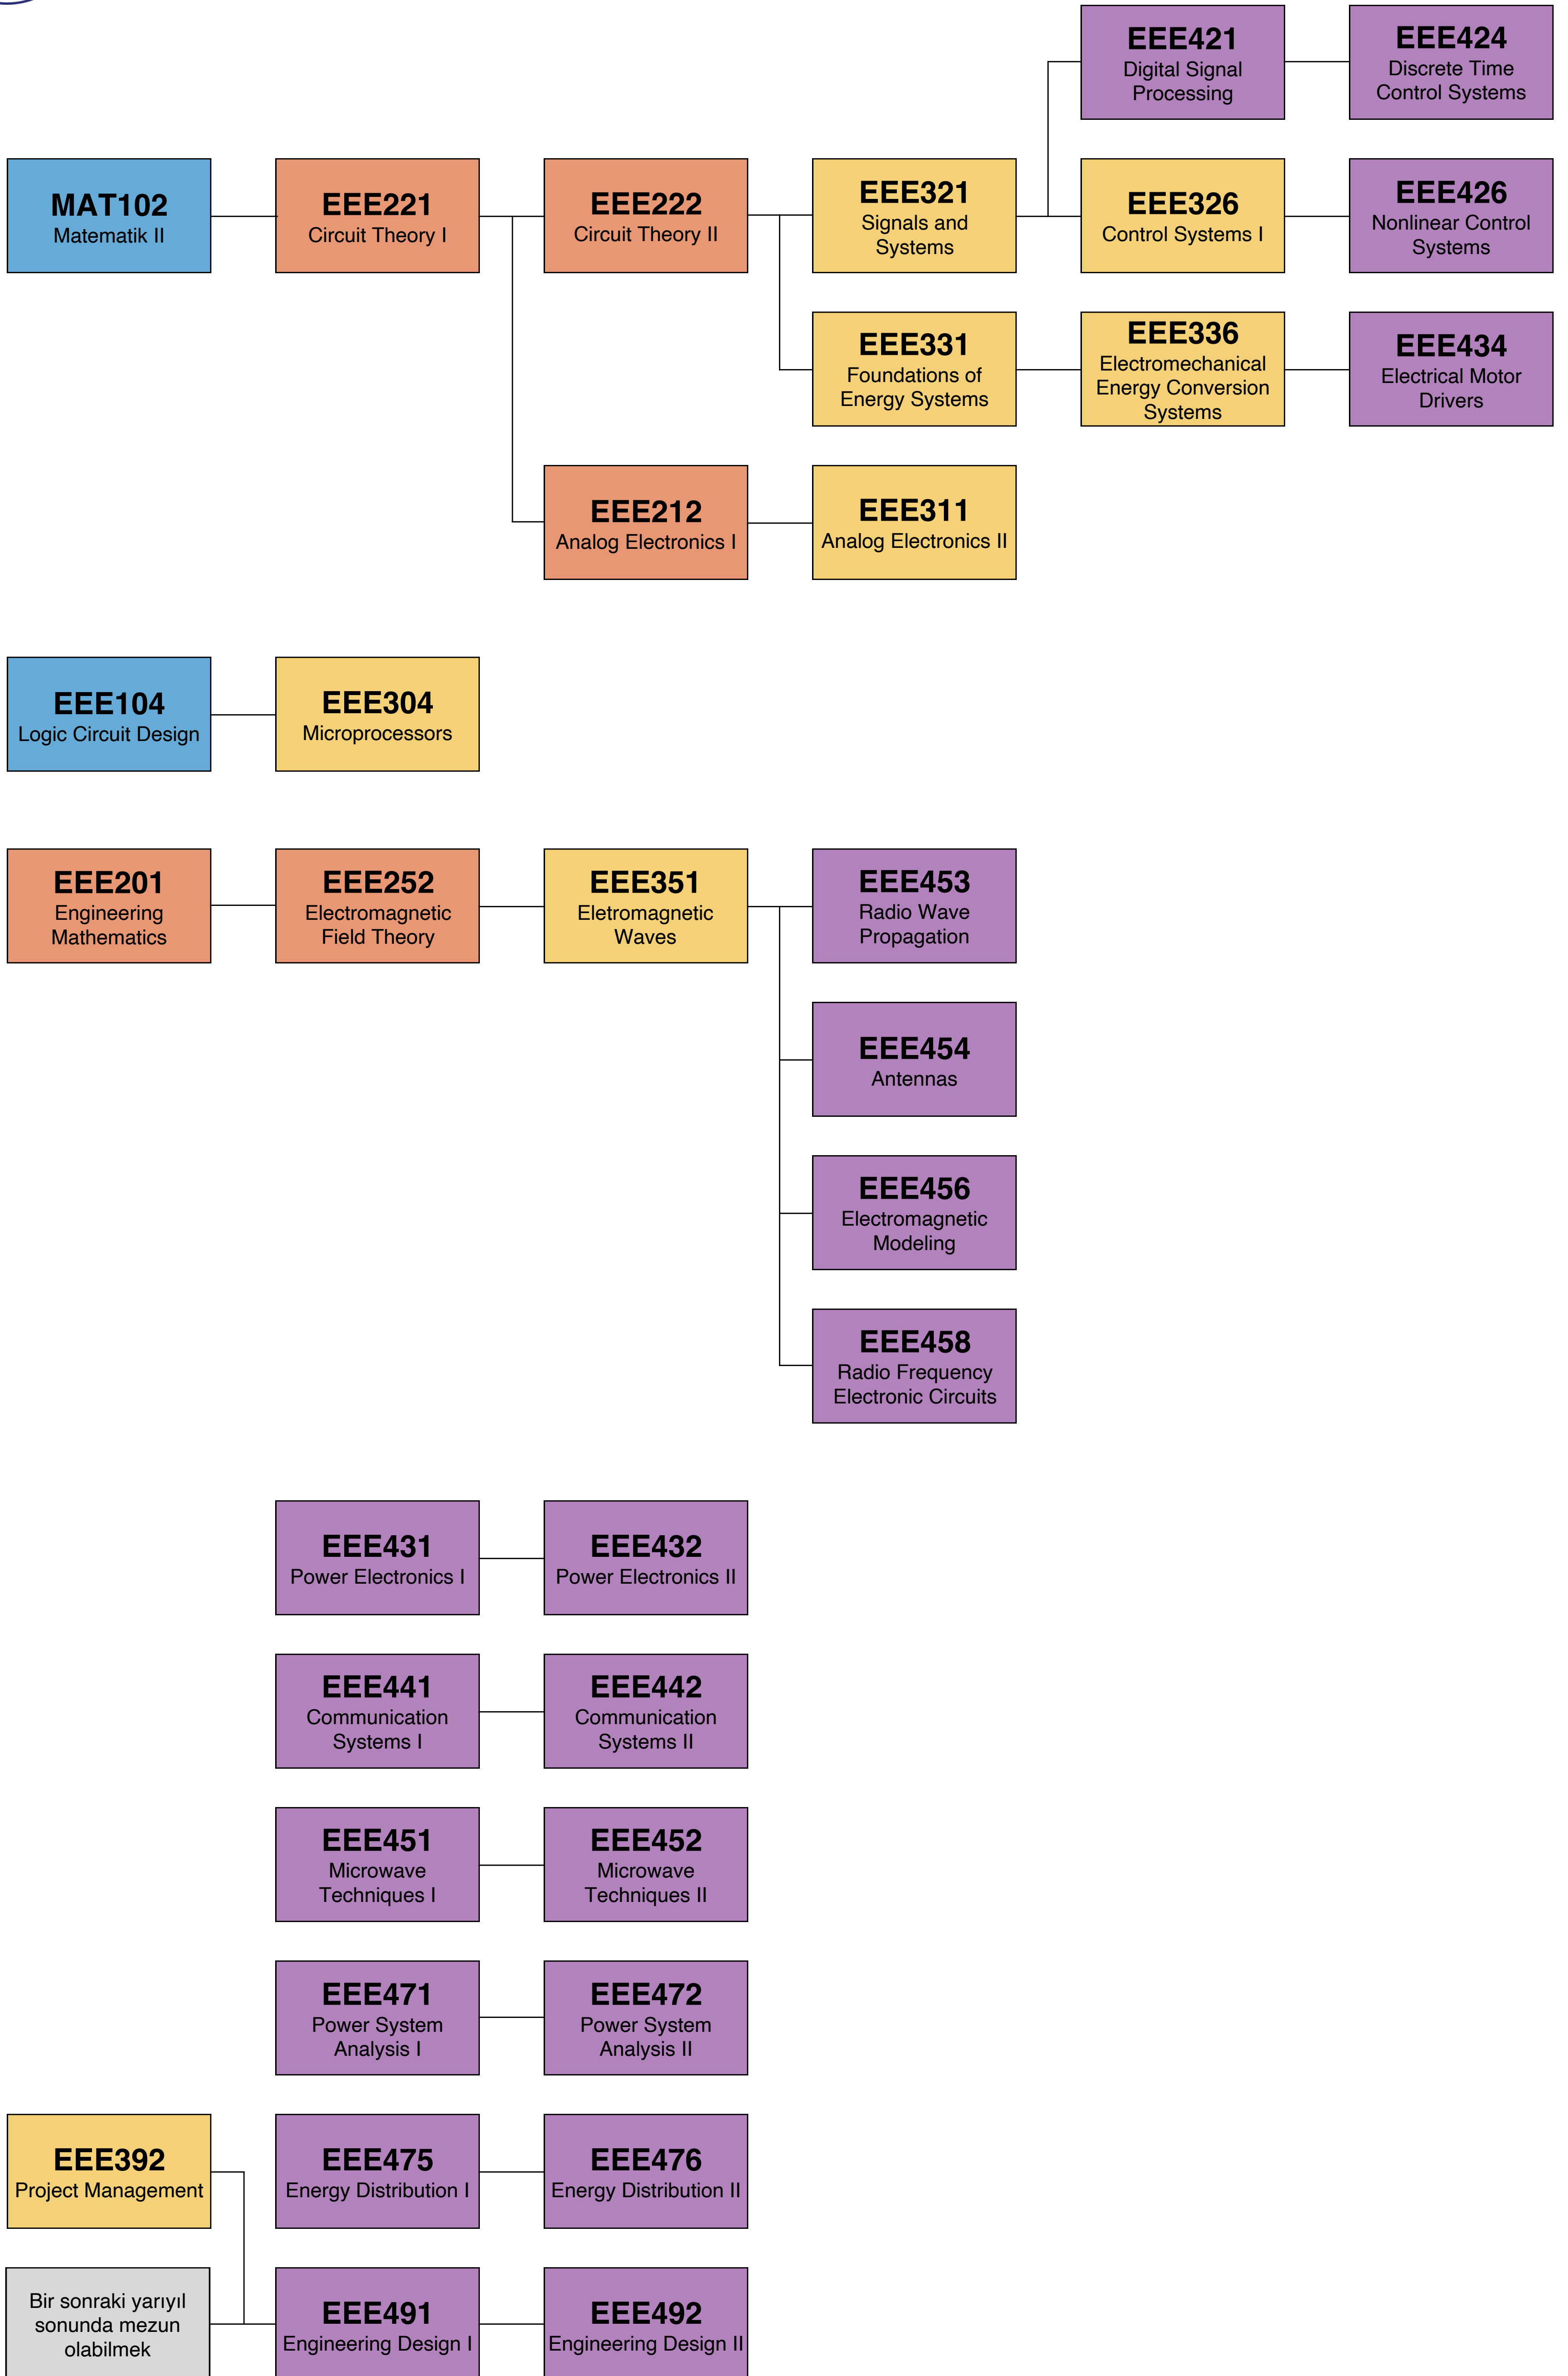 EEE421
Digital Signal
Processing
EEE424
Discrete Time
Control Systems
MAT102
Matematik II
EEE221
Circuit Theory I
EEE222
Circuit Theory II
EEE321
Signals and
Systems
EEE326
Control Systems I
EEE426
Nonlinear Control
Systems
EEE331
Foundations of
Energy Systems
EEE336
Electromechanical
Energy Conversion
Systems
EEE434
Electrical Motor
Drivers
EEE212
Analog Electronics I
EEE311
Analog Electronics II
EEE104
Logic Circuit Design
EEE304
Microprocessors
EEE201
Engineering
Mathematics
EEE252
Electromagnetic
Field Theory
EEE351
Eletromagnetic
Waves
EEE453
Radio Wave
Propagation
EEE454
Antennas
EEE456
Electromagnetic
Modeling
EEE458
Radio Frequency
Electronic Circuits
EEE431
Power Electronics I
EEE432
Power Electronics II
EEE441
Communication
Systems I
EEE442
Communication
Systems II
EEE451
Microwave
Techniques I
EEE452
Microwave
Techniques II
EEE471
Power System
Analysis I
EEE472
Power System
Analysis II
EEE392
Project Management
EEE475
Energy Distribution I
EEE476
Energy Distribution II
Bir sonraki yarıyıl
sonunda mezun
olabilmek
EEE491
Engineering Design I
EEE492
Engineering Design II